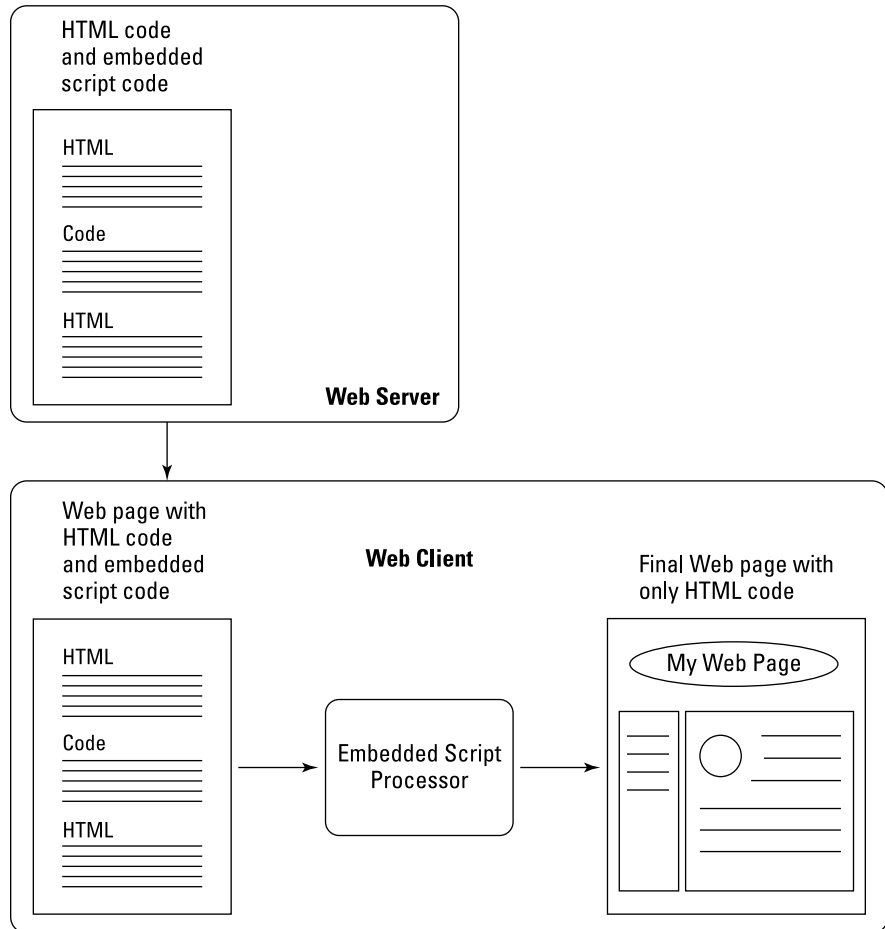 HTML code
and embedded
script code
HTML
Code
HTML
Web Server
Web page with
HTML code
and embedded
script code
HTML
Code
HTML
Web Client
Embedded Script
Processor
Final Web page with
only HTML code
My Web Page